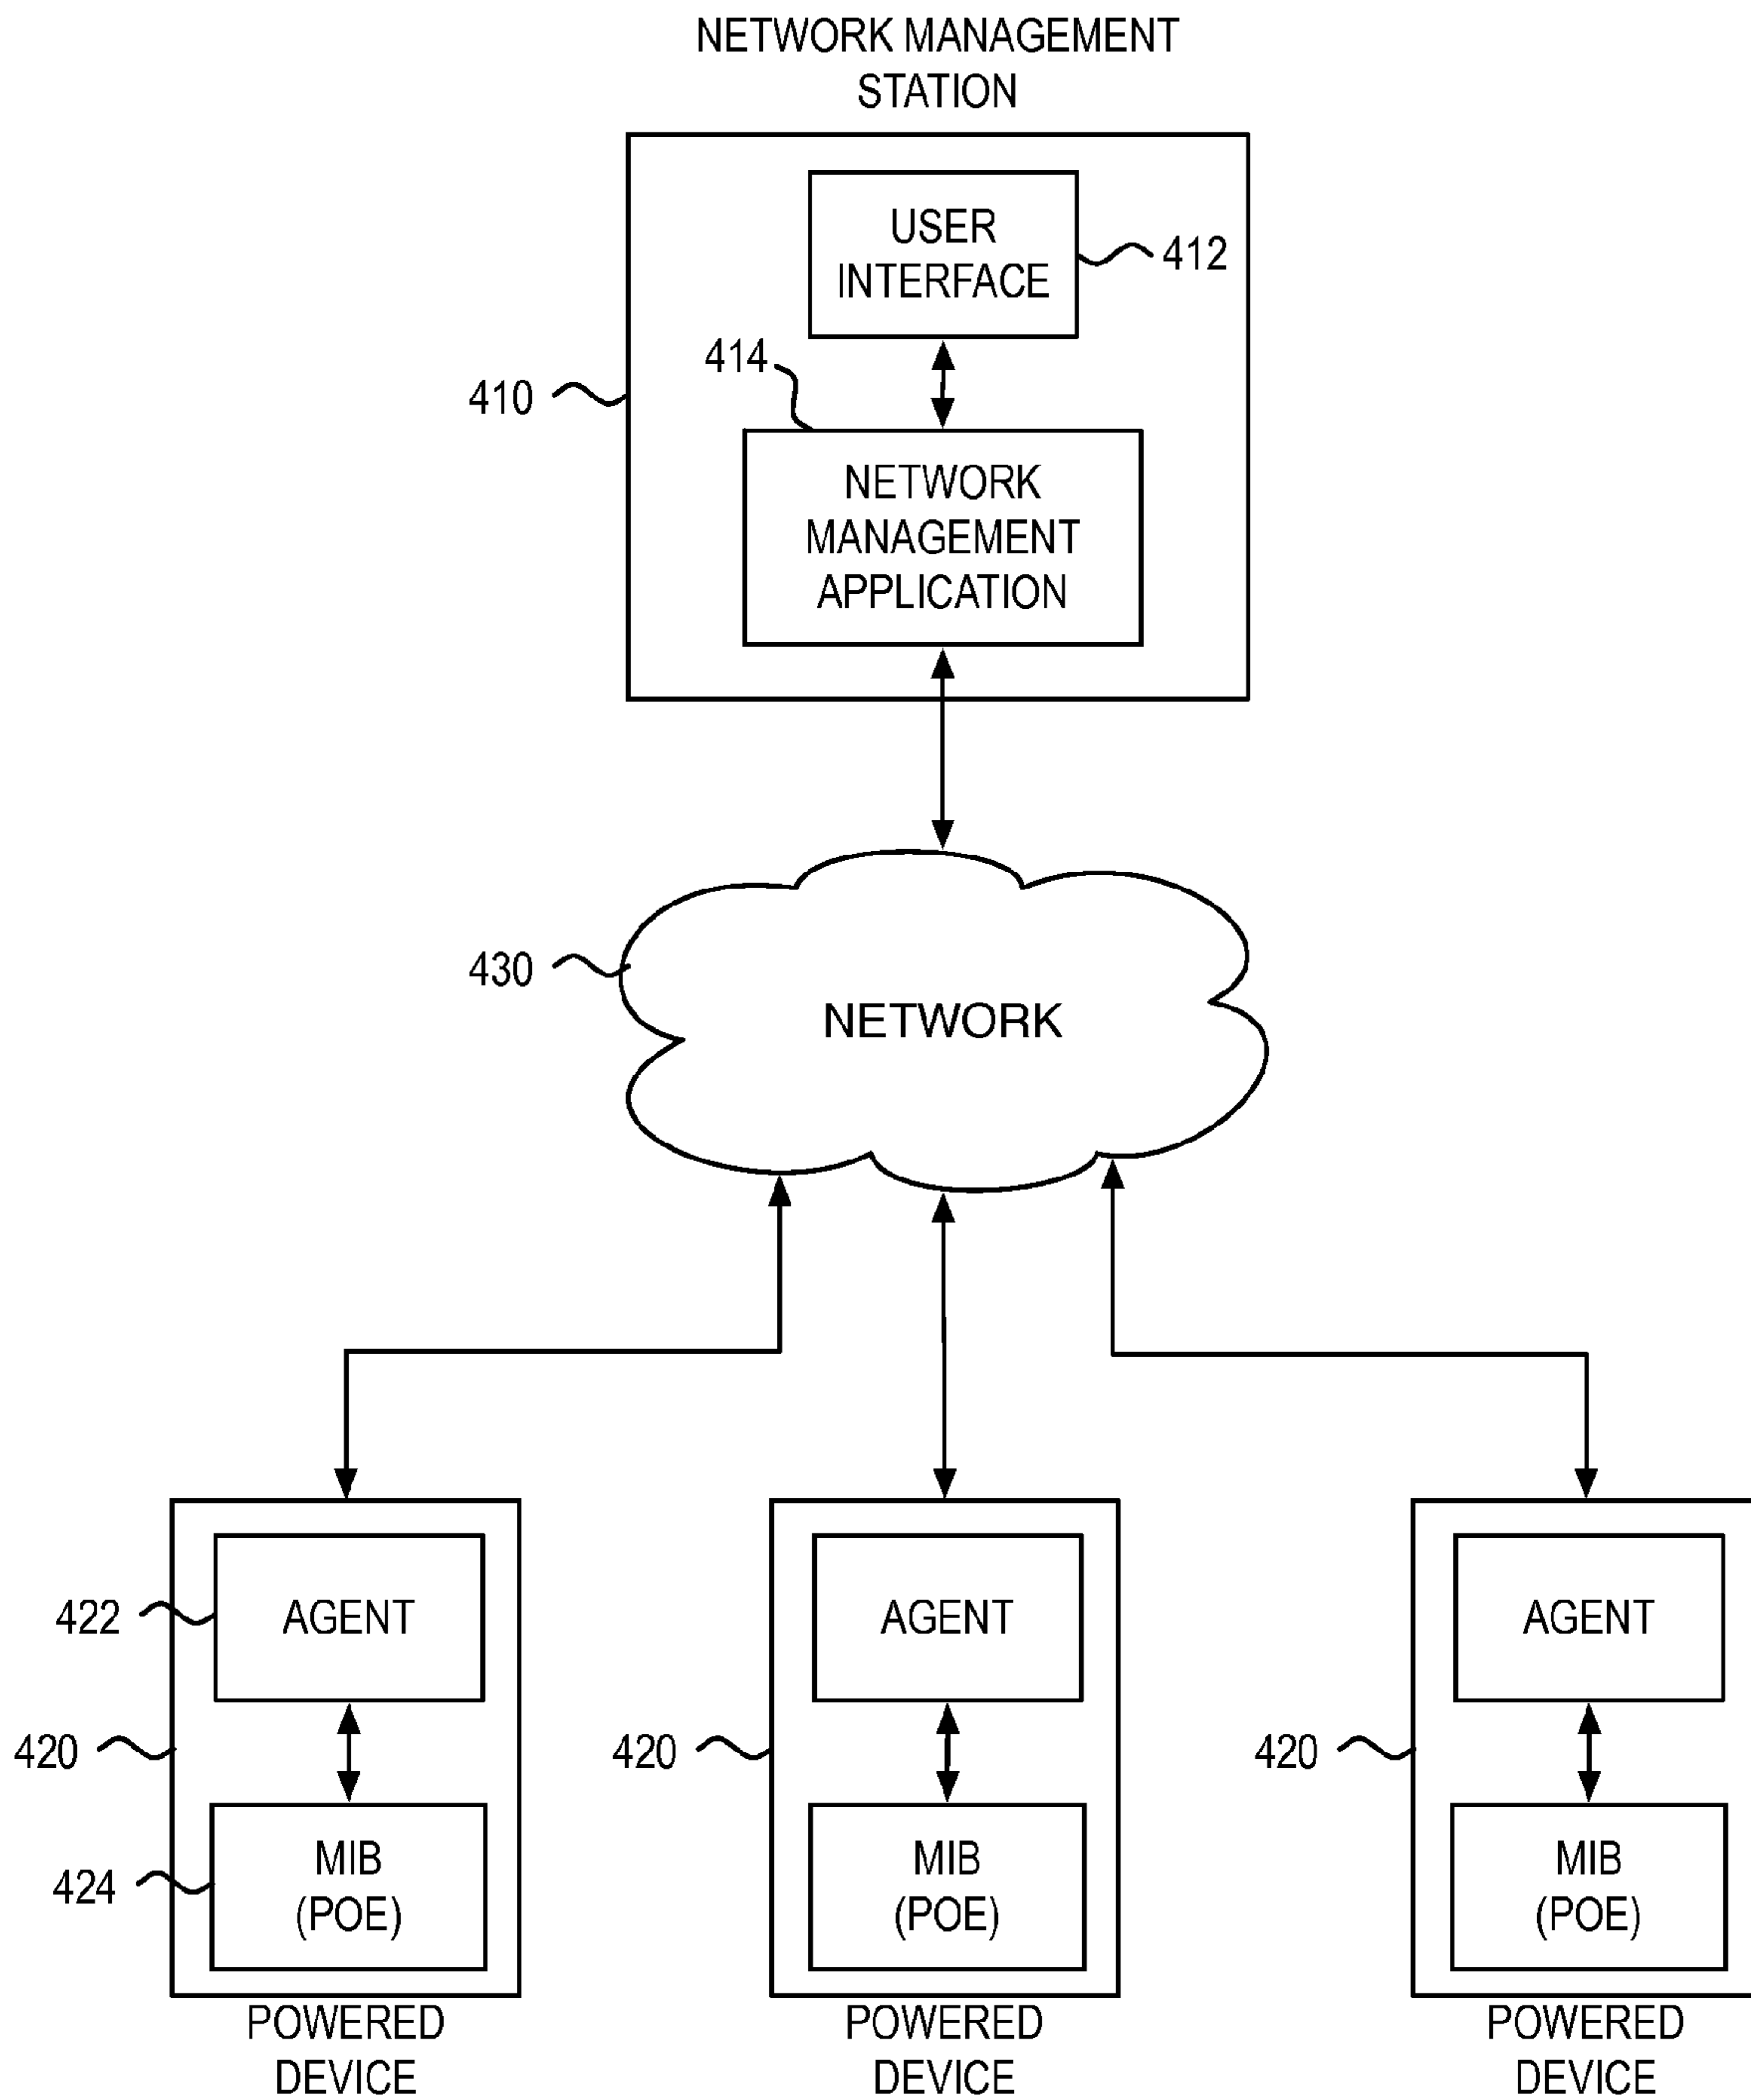 NETWORK MANAGEMENT
STATION
USER
INTERFACE
412
414
410
NETWORK
MANAGEMENT
APPLICATION
430
NETWORK
422
AGENT
AGENT
AGENT
420
420
420
424
MIB
(POE)
MIB
(POE)
MIB
(POE)
POWERED
DEVICE
POWERED
DEVICE
POWERED
DEVICE